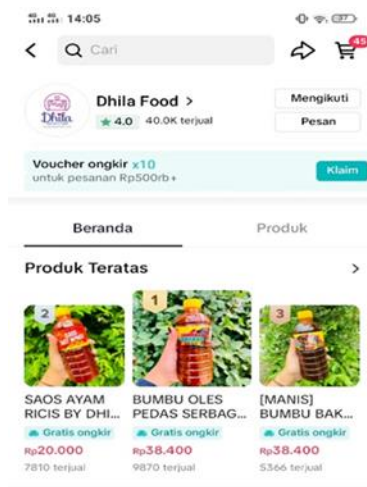 14:05
37
Cari
45
Dhila
Dhila Food >
4.0 40.0K terjual
Mengikuti
Pesan
Voucher ongkir x10
untuk pesanan Rp500rb+
Klaim
Beranda
Produk
Produk Teratas >
2
1
3
SAOS AYAM
RICIS BY DHI...
Gratis ongkir
Rp20.000
7810 terjual
BUMBU OLES
PEDAS SERBAG...
Gratis ongkir
Rp38.400
9870 terjual
[MANIS]
BUMBU BAK...
Gratis ongkir
Rp38.400
5366 terjual